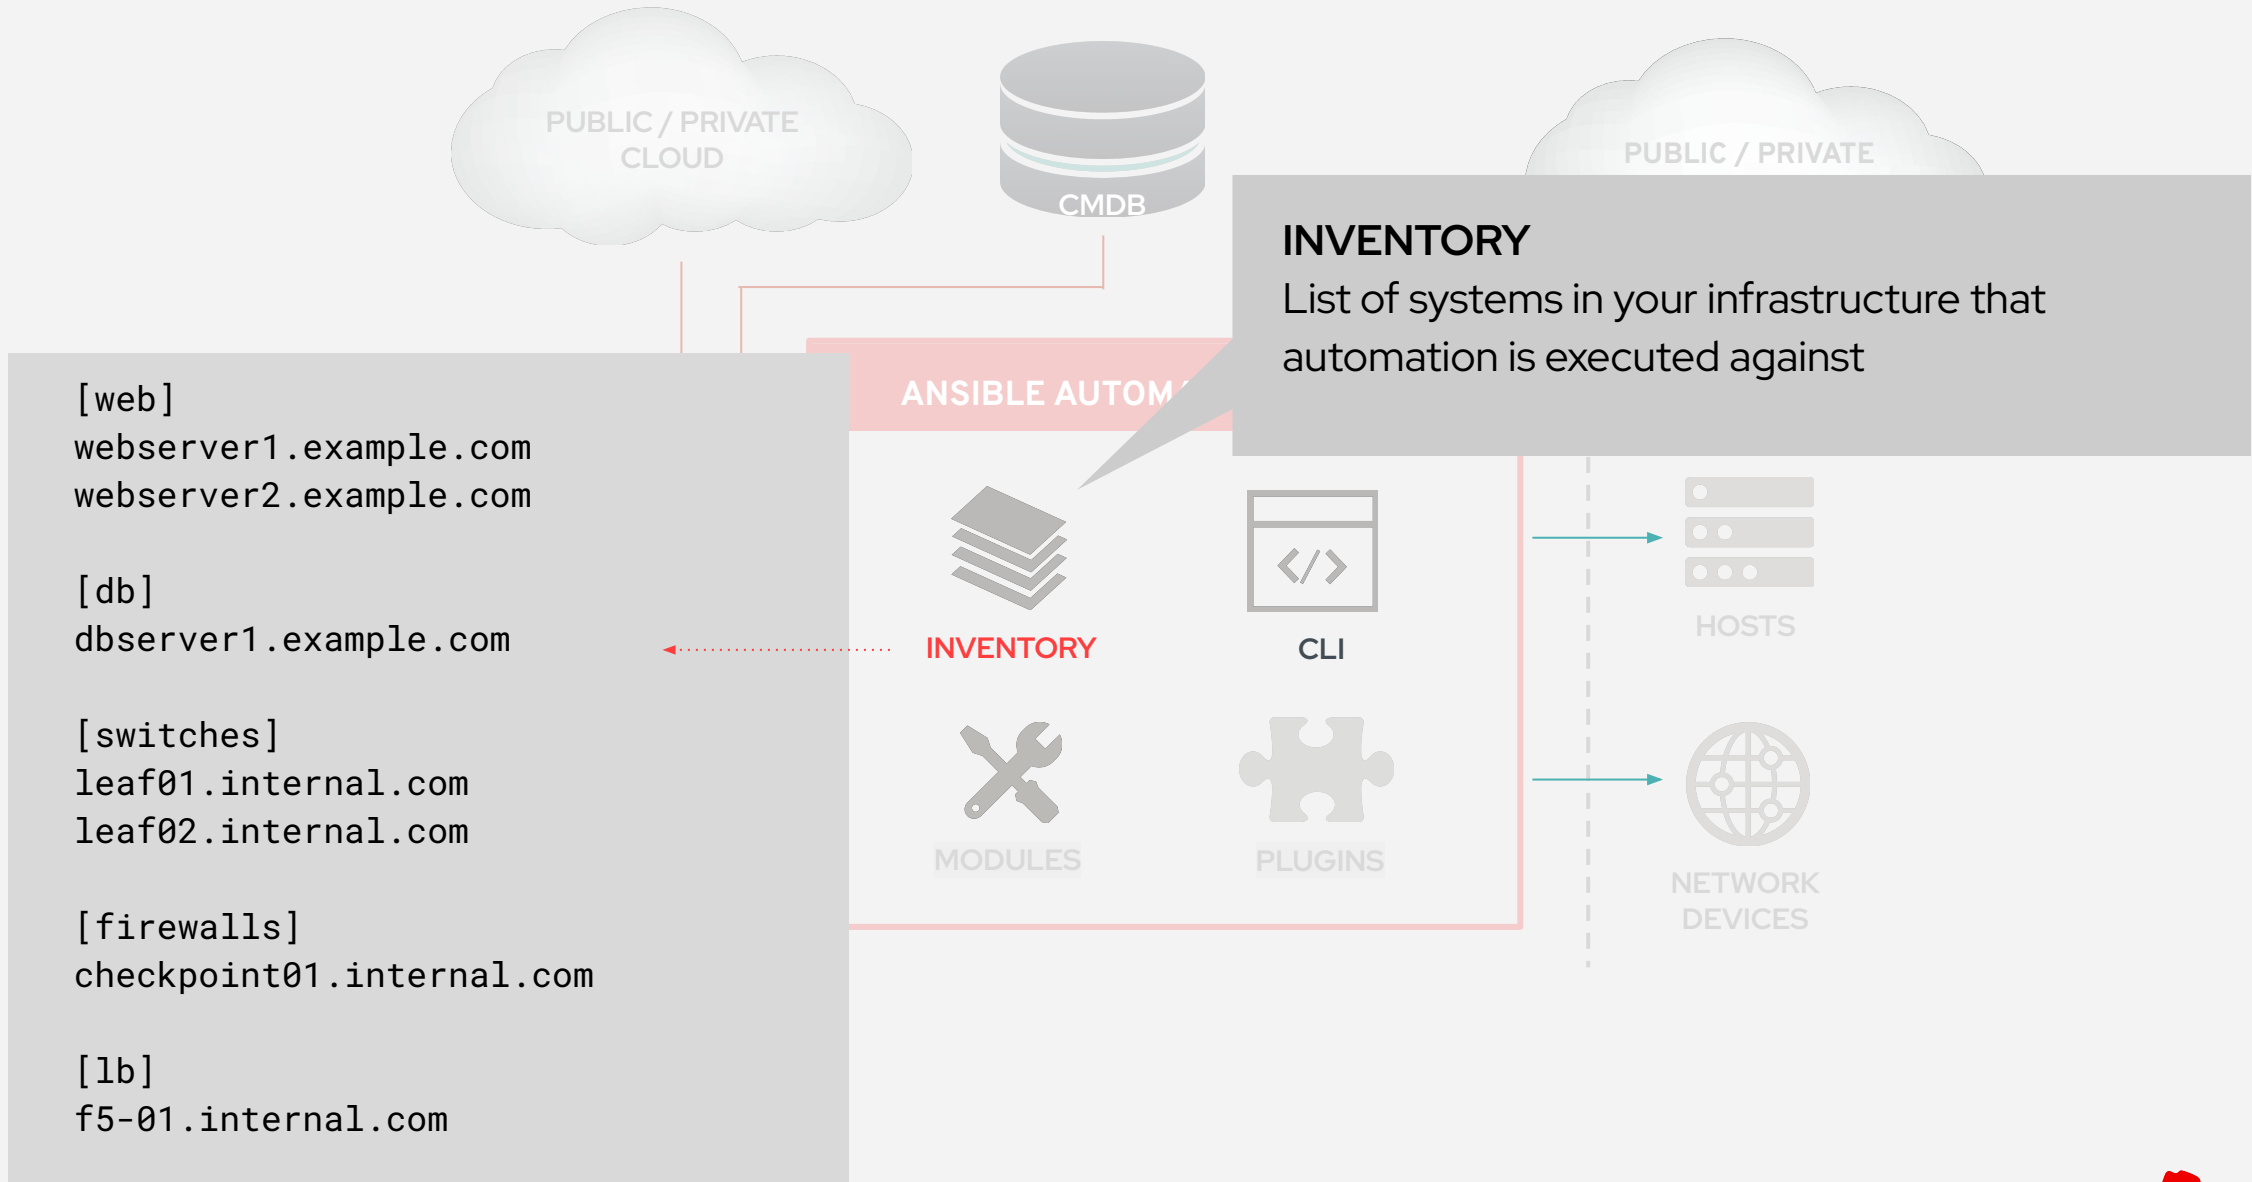 PUBLIC / PRIVATE
CLOUD
CMDB
PUBLIC / PRIVATE
INVENTORY
List of systems in your infrastructure that
automation is executed against
ANSIBLE AUTOM
[web]
webserver1.example.com
webserver2.example.com
[db]
dbserver1.example.com
[switches]
leaf01.internal.com
leaf02.internal.com
[firewalls]
checkpoint01.internal.com
[lb]
f5-01.internal.com
INVENTORY
CLI
MODULES
PLUGINS
HOSTS
NETWORK
DEVICES